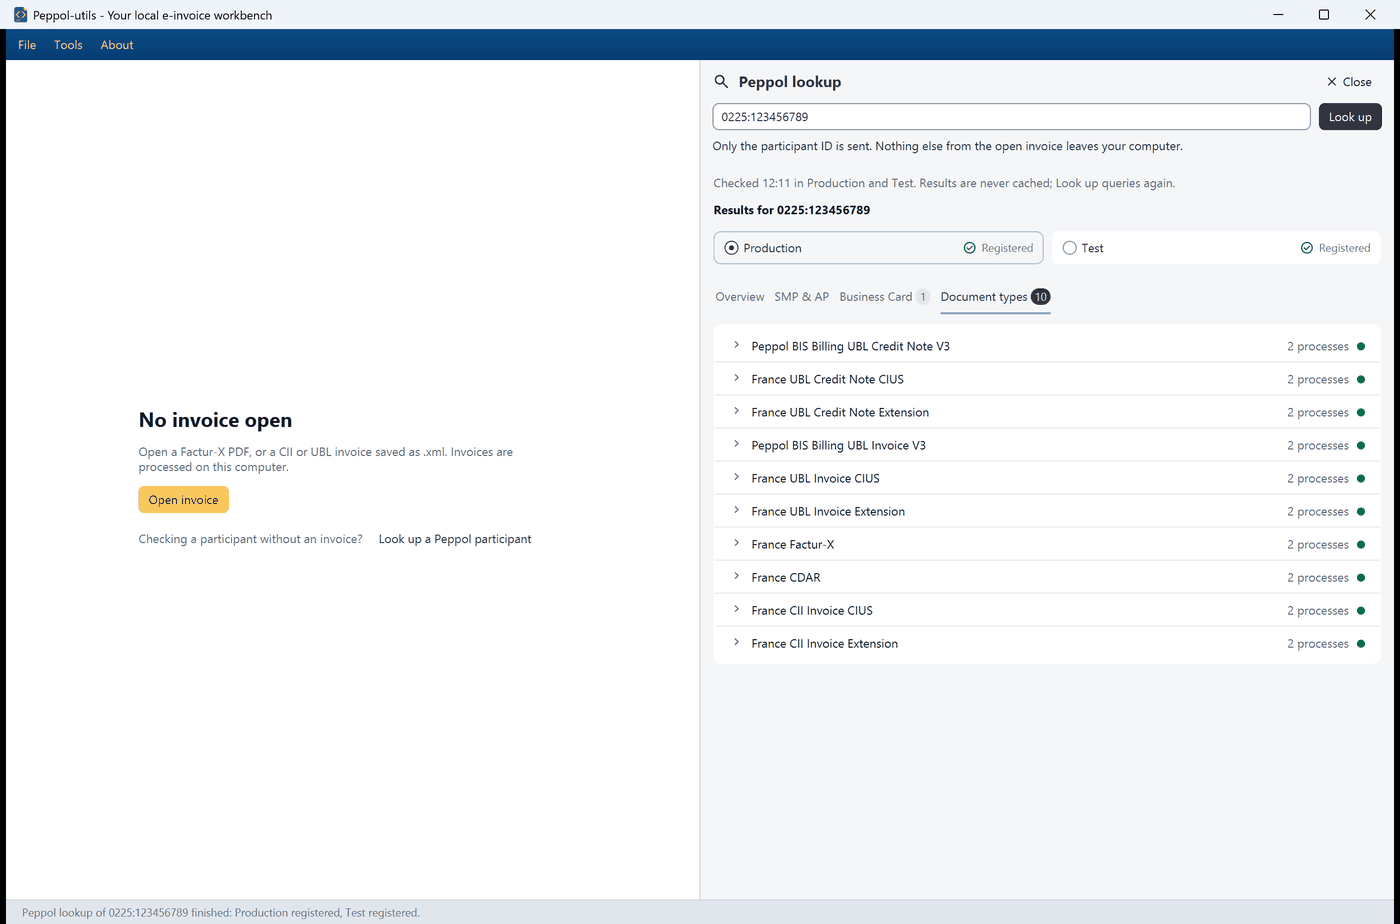 Peppol-utils - Your local e-invoice workbench
File Tools About
No invoice open
Open a Factur-X PDF, or a CII or UBL invoice saved as .xml. Invoices are
processed on this computer.
Open invoice
Checking a participant without an invoice? Look up a Peppol participant
Peppol lookup
Close
0225:123456789
Look up
Only the participant ID is sent. Nothing else from the open invoice leaves your computer.
Checked 12:11 in Production and Test. Results are never cached; Look up queries again.
Results for 0225:123456789
Production Registered
Test Registered
Overview SMP & AP Business Card 1 Document types 10
Peppol BIS Billing UBL Credit Note V3 2 processes
France UBL Credit Note CIUS 2 processes
France UBL Credit Note Extension 2 processes
Peppol BIS Billing UBL Invoice V3 2 processes
France UBL Invoice CIUS 2 processes
France UBL Invoice Extension 2 processes
France Factur-X 2 processes
France CDAR 2 processes
France CII Invoice CIUS 2 processes
France CII Invoice Extension 2 processes
Peppol lookup of 0225:123456789 finished: Production registered, Test registered.